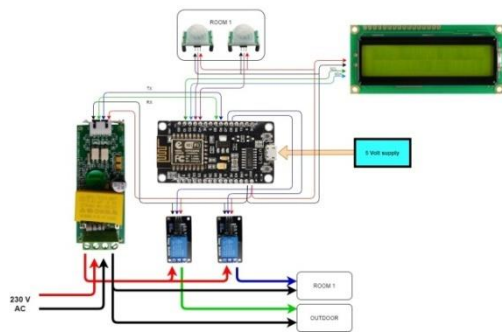 ROOM 1
TX
RX
5 Volt supply
230 V
AC
ROOM 1
OUTDOOR